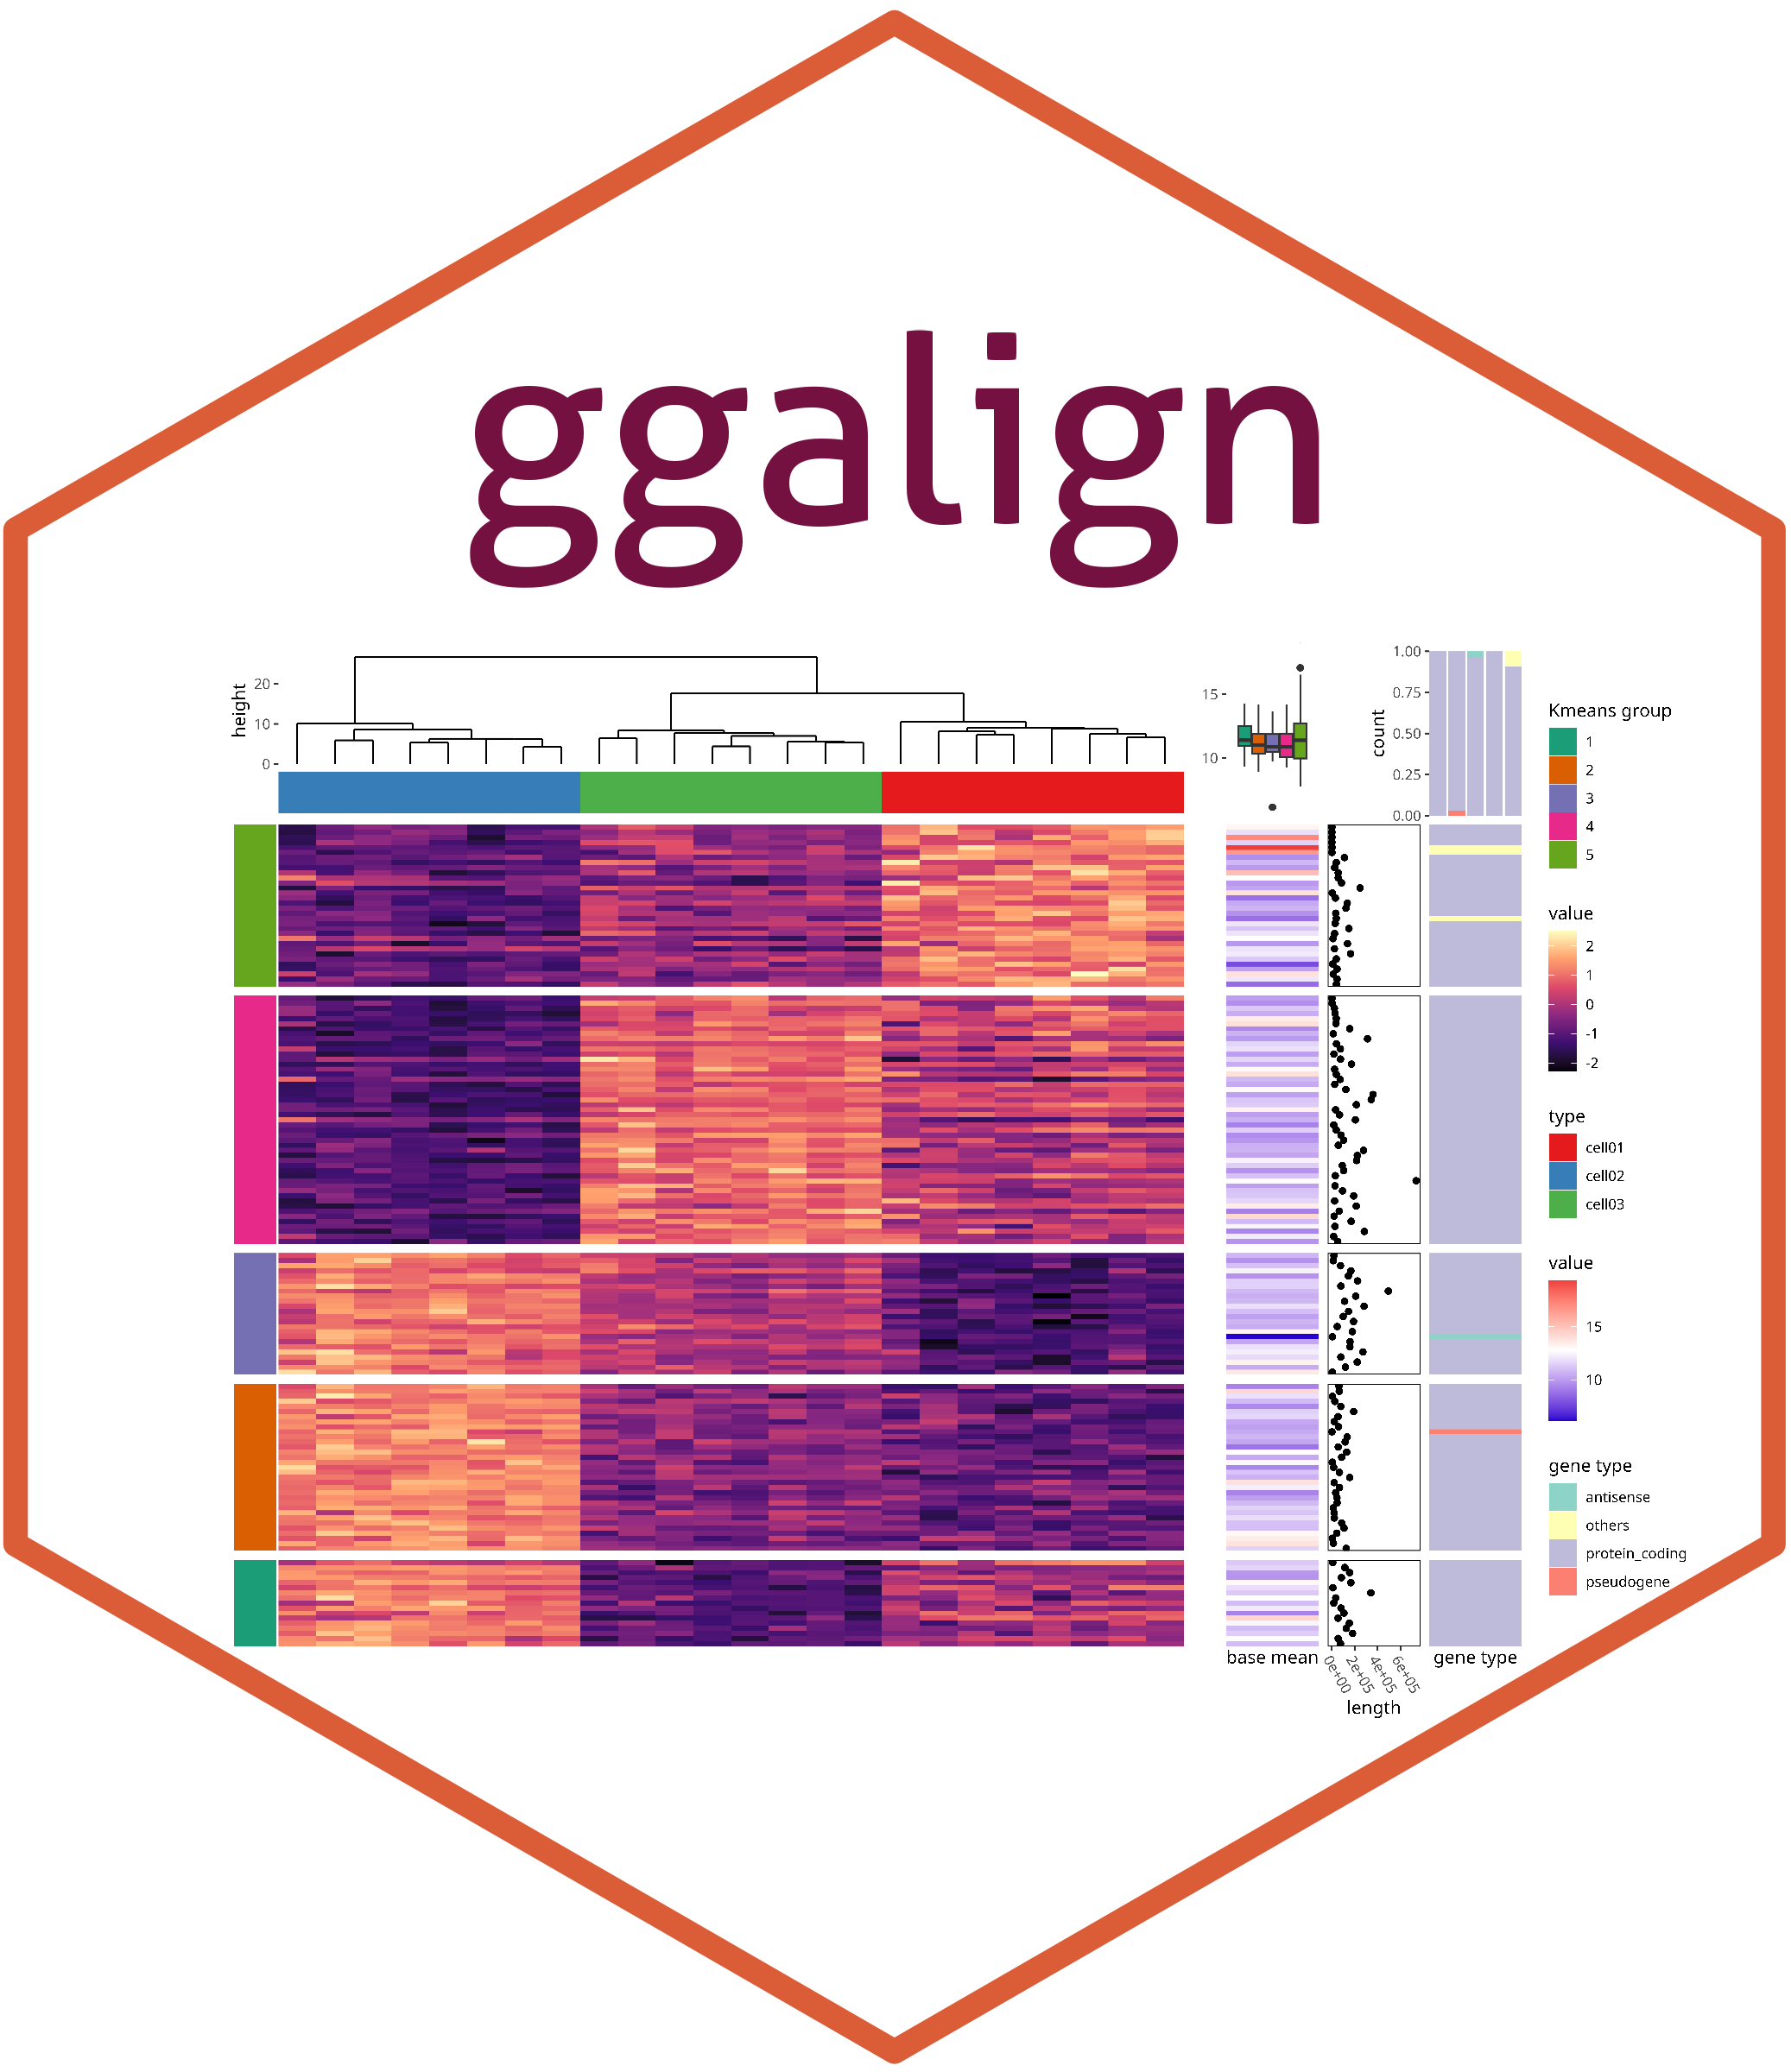 ggalign
height
20
10
0
15
10
count
1.00
0.75
0.50
0.25
0.00
Kmeans group
1
2
3
4
5
value
2
1
0
-1
-2
type
cell01
cell02
cell03
value
15
10
gene type
antisense
others
protein_coding
pseudogene
base mean
0e+00
2e+05
4e+05
6e+05
length
gene type